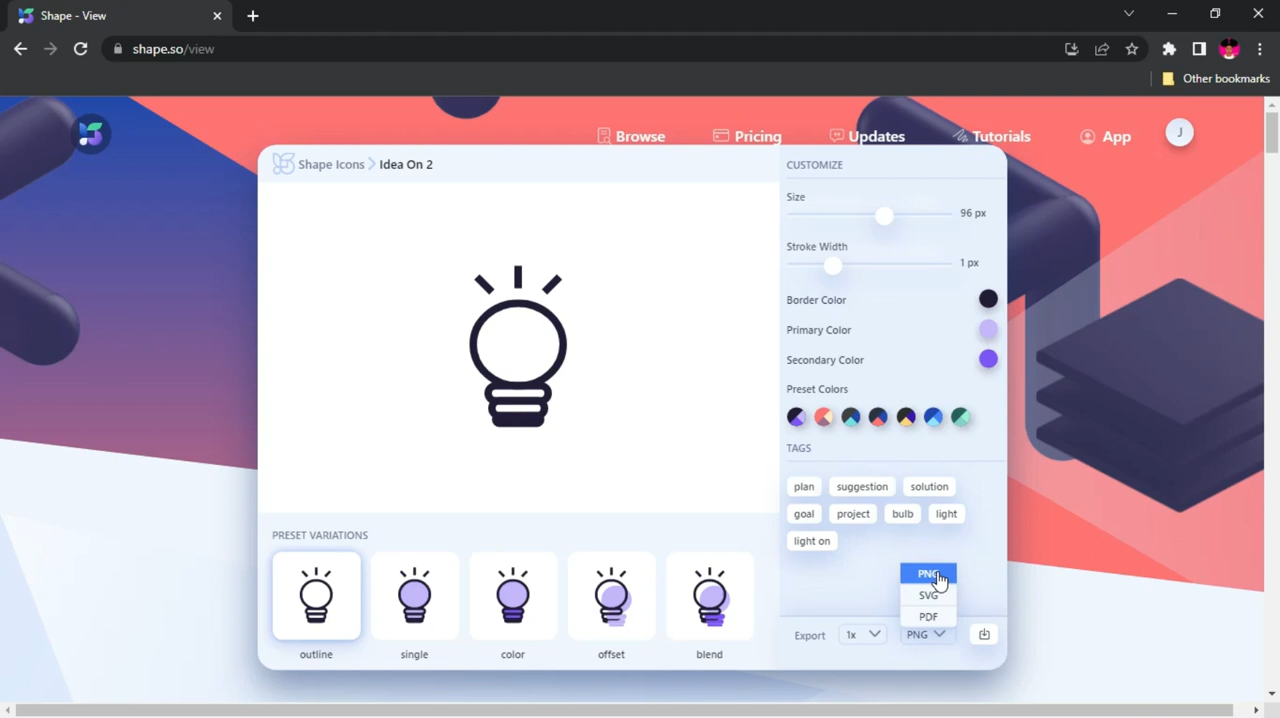 Shape - View
shape.so/view
Other bookmarks
Browse
Pricing
Updates
Tutorials
App
J
Shape Icons
Idea On 2
CUSTOMIZE
Size
96 px
Stroke Width
1 px
Border Color
Primary Color
Secondary Color
Preset Colors
TAGS
plan suggestion solution
goal project bulb light
light on
PRESET VARIATIONS
outline single color offset blend
PNG
SVG
PDF
Export 1x PNG